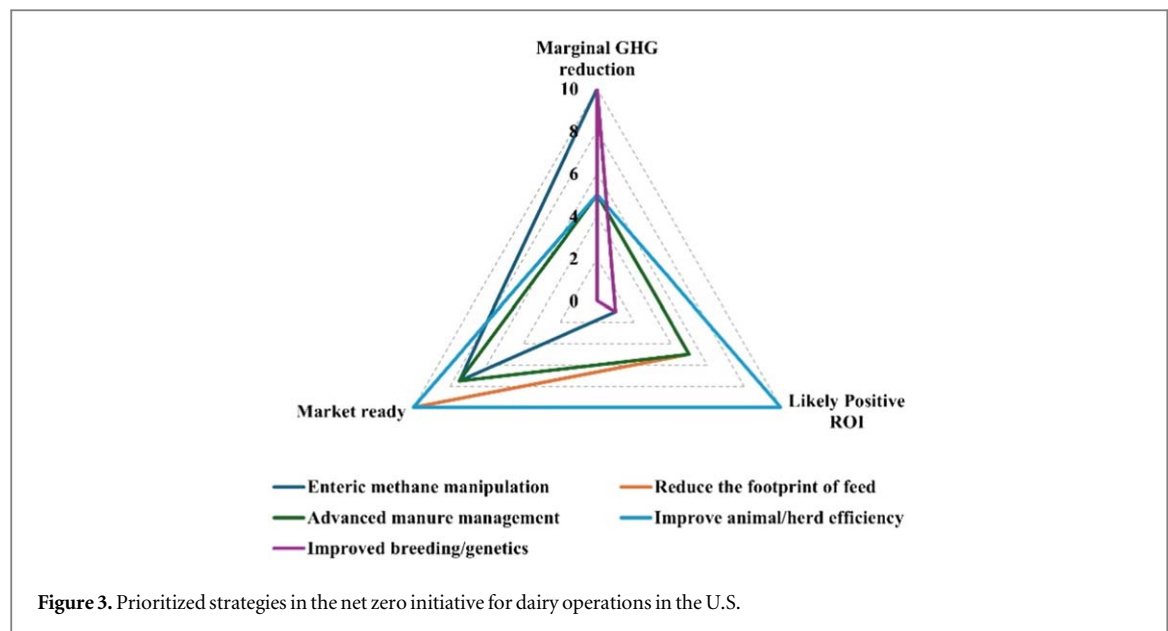 Marginal GHG
reduction
10
8
6
4
2
0
Market ready
Likely Positive
ROI
Enteric methane manipulation
Reduce the footprint of feed
Advanced manure management
Improve animal/herd efficiency
Improved breeding/genetics
Figure 3. Prioritized strategies in the net zero initiative for dairy operations in the U.S.